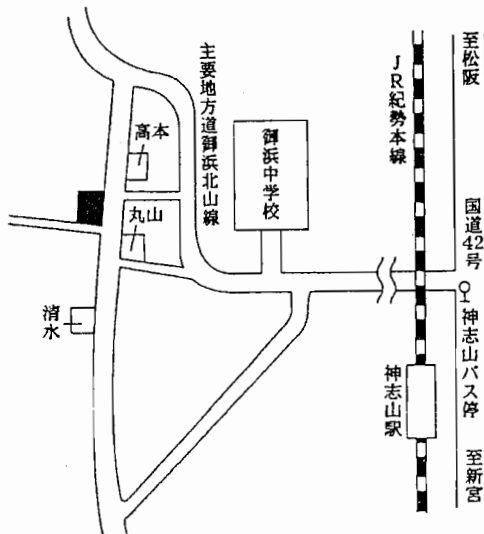 至松阪
JR紀勢本線
主要地方道御浜北山線
高本
御浜中学校
丸山
国道42号
清水
神志山バス停
神志山駅
至新宮